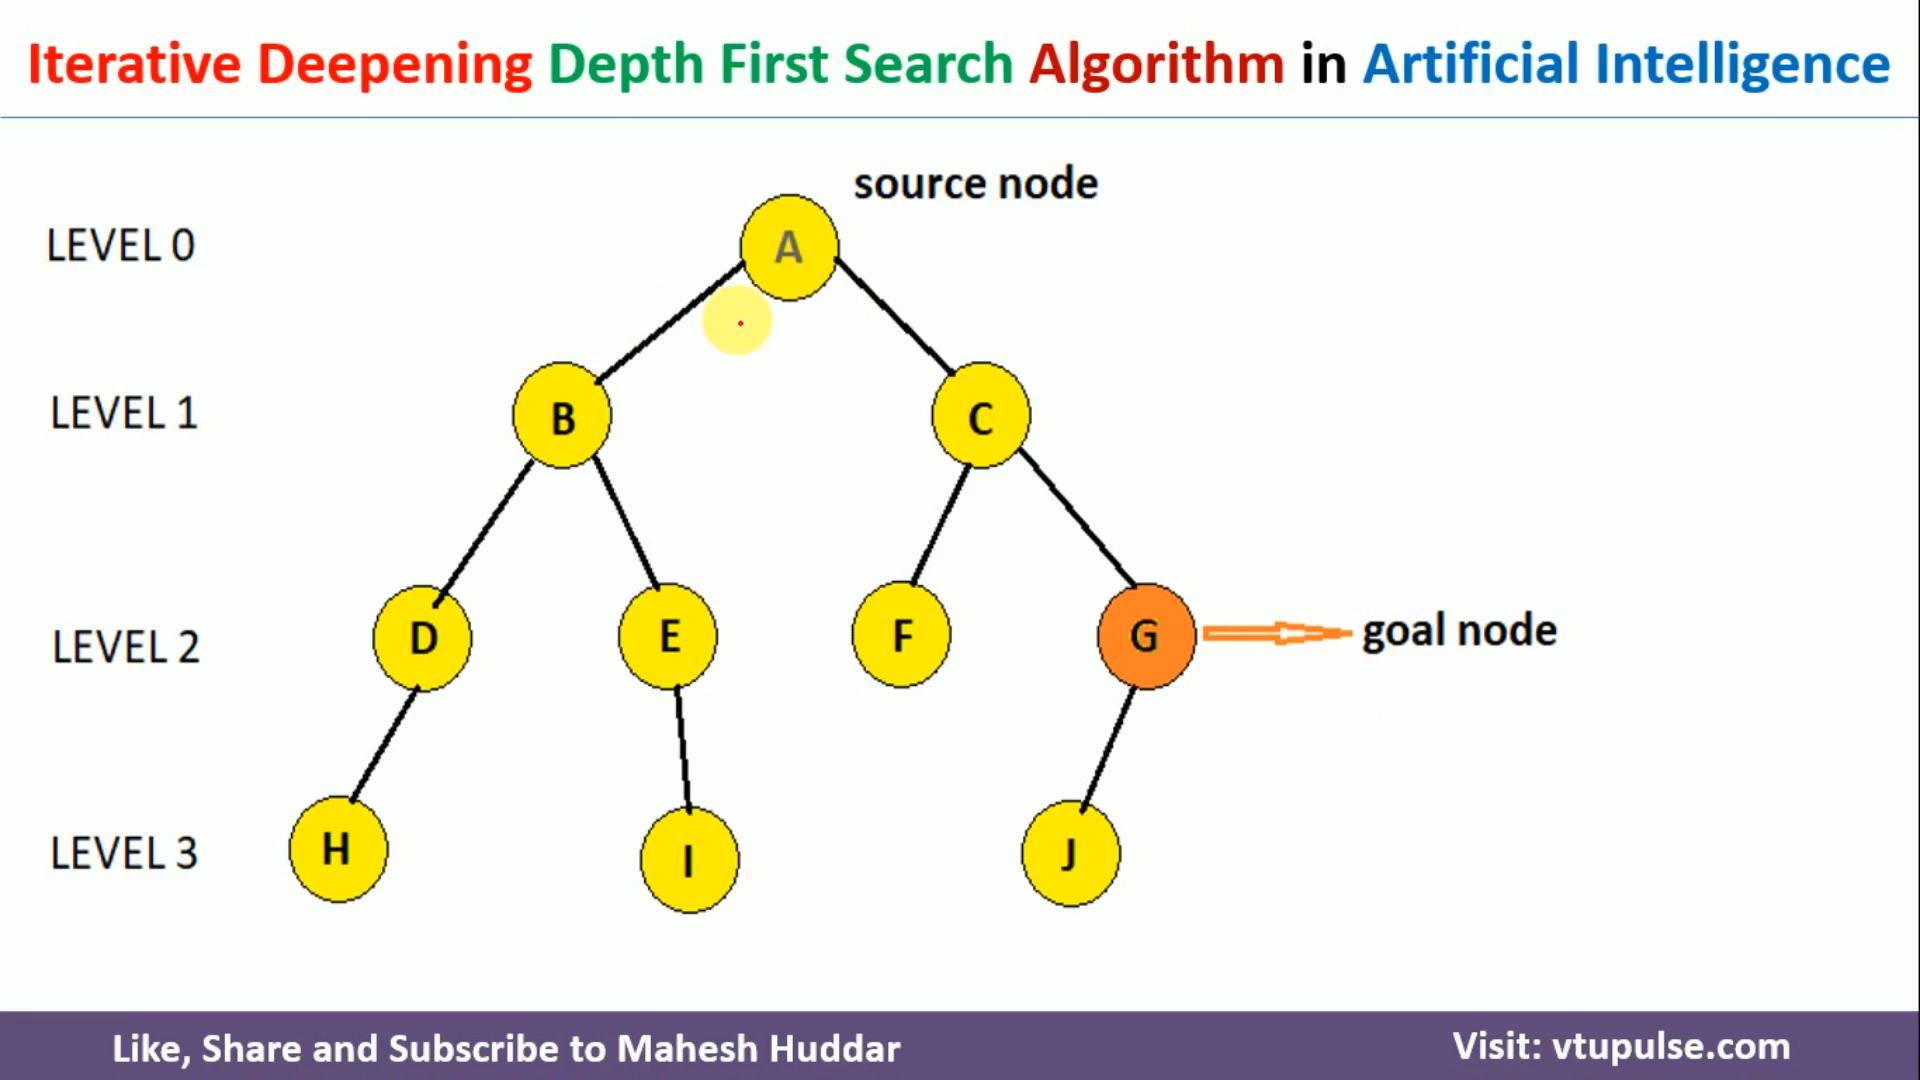 Iterative Deepening Depth First Search Algorithm in Artificial Intelligence
source node
LEVEL 0
A
LEVEL 1
B
C
LEVEL 2
D
E
F
G
goal node
LEVEL 3
H
I
J
Like, Share and Subscribe to Mahesh Huddar
Visit: vtupulse.com